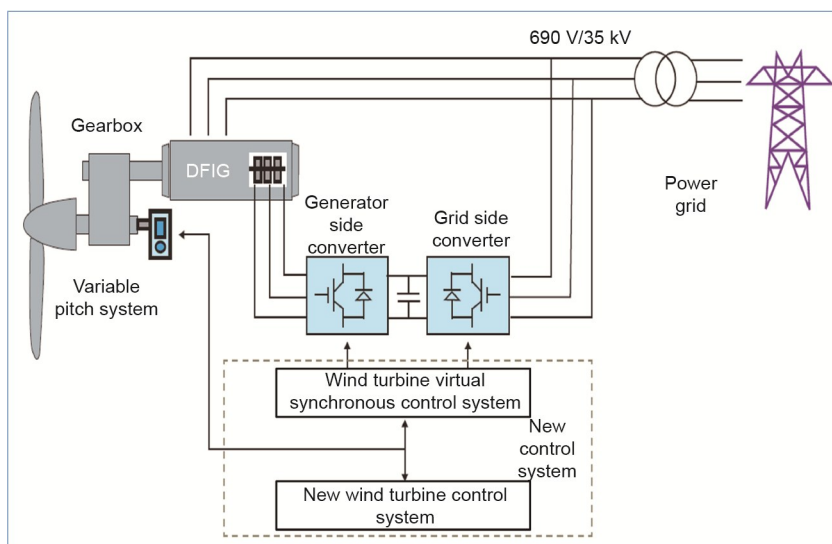 690 V/35 kV
Gearbox
DFIG
Power
grid
Generator
side
converter
Grid side
converter
Variable
pitch system
Wind turbine virtual
synchronous control system
New
control
system
New wind turbine control
system